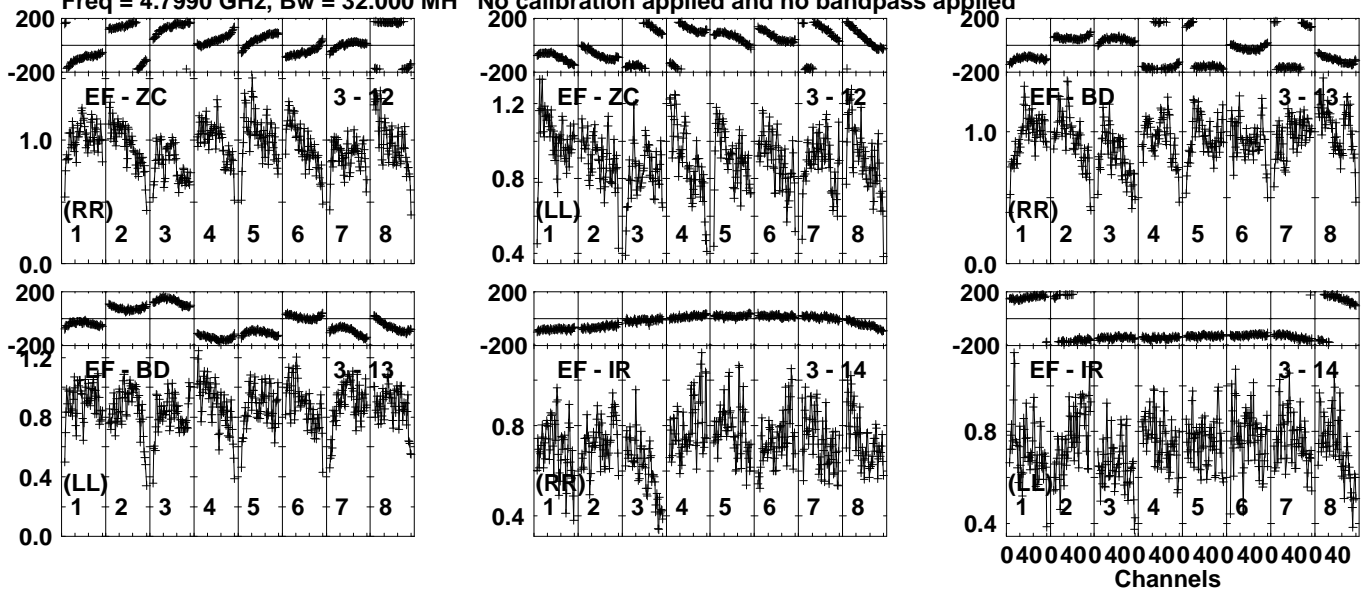 Freq = 4.7990 GHz, Bw = 32.000 MH   No calibration applied and no bandpass applied
200
-200
EF - ZC 3 - 12
1.0
(RR)
1 2 3 4 5 6 7 8
0.0
200
-200
EF - ZC 3 - 12
1.2
1.0
0.8
(LL)
1 2 3 4 5 6 7 8
0.4
200
-200
EF - BD 3 - 13
1.0
(RR)
1 2 3 4 5 6 7 8
0.0
200
-200
1.2
EF - BD 3 - 13
0.8
0.4
(LL)
1 2 3 4 5 6 7 8
0.0
200
-200
EF - IR 3 - 14
0.8
(RR)
1 2 3 4 5 6 7 8
0.4
200
-200
EF - IR 3 - 14
0.8
(LL)
1 2 3 4 5 6 7 8
0.4
0 40 0 40 0 40 0 40 0 40 0 40 0 40 0 40
Channels